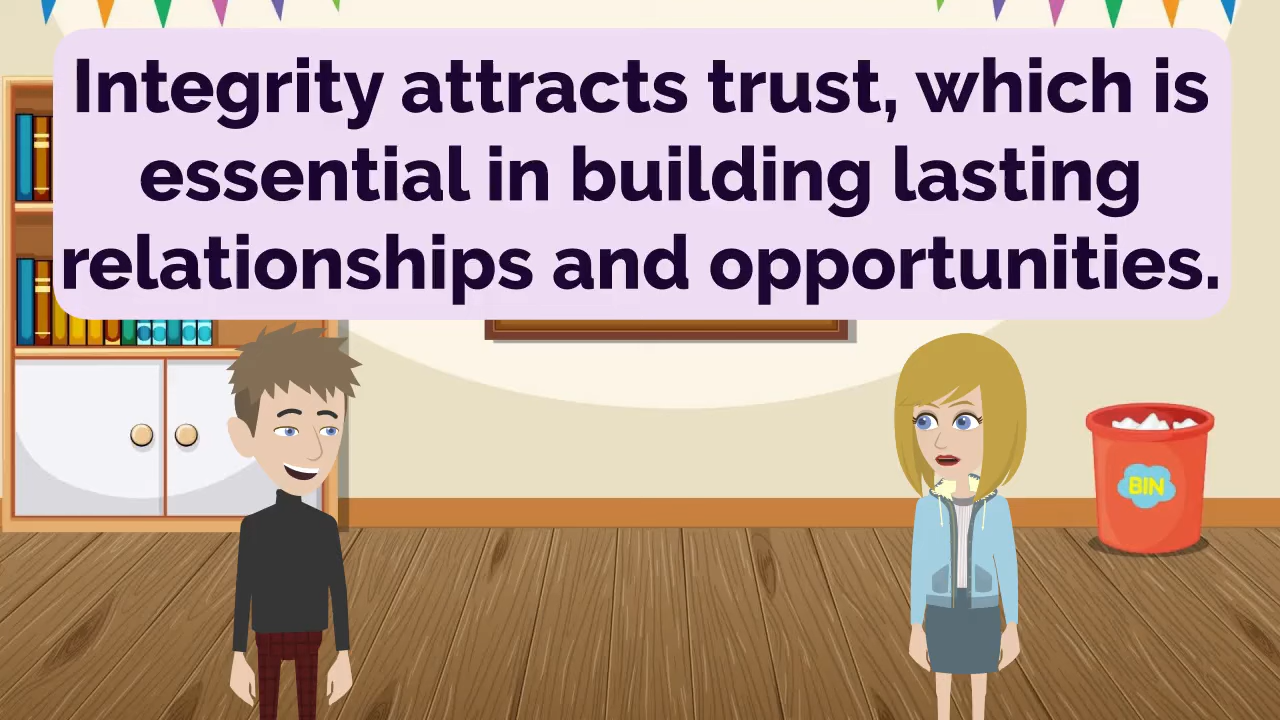 Integrity attracts trust, which is
essential in building lasting
relationships and opportunities.
BIN